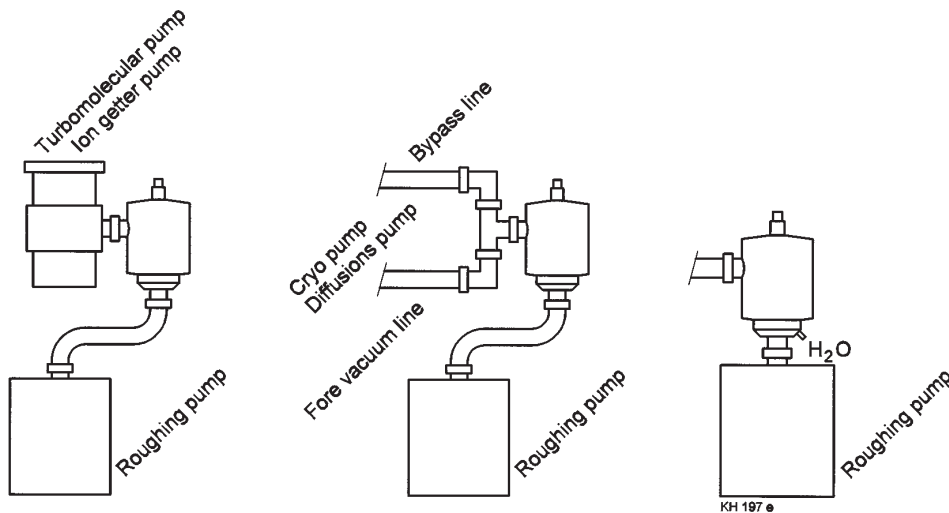 Turbomolecular pump
Ion getter pump
Roughing pump
Bypass line
Cryo pump
Diffusions pump
Fore vacuum line
Roughing pump
H₂O
Roughing pump
KH 197 e